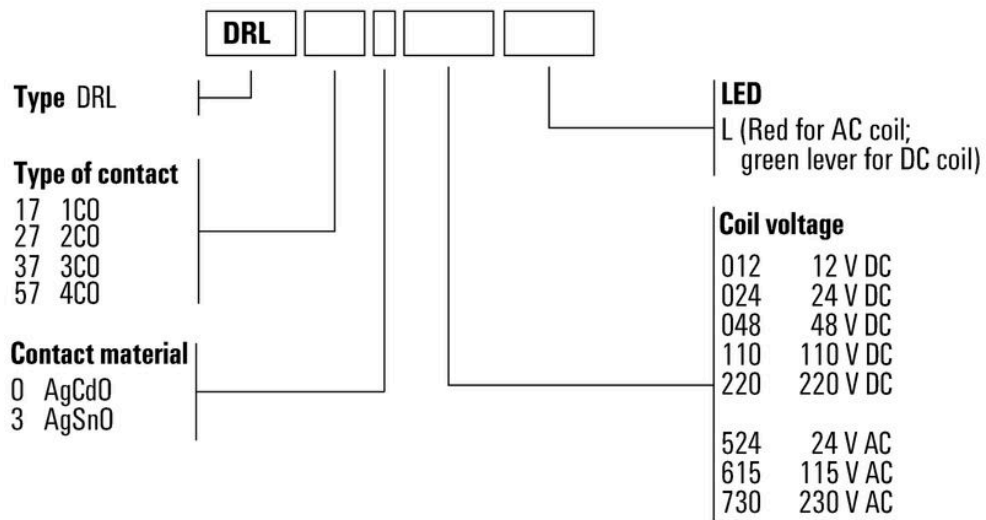 DRL
Type DRL
Type of contact
17 1CO
27 2CO
37 3CO
57 4CO
Contact material
0 AgCdO
3 AgSnO
LED
L (Red for AC coil;
green lever for DC coil)
Coil voltage
012 12 V DC
024 24 V DC
048 48 V DC
110 110 V DC
220 220 V DC
524 24 V AC
615 115 V AC
730 230 V AC